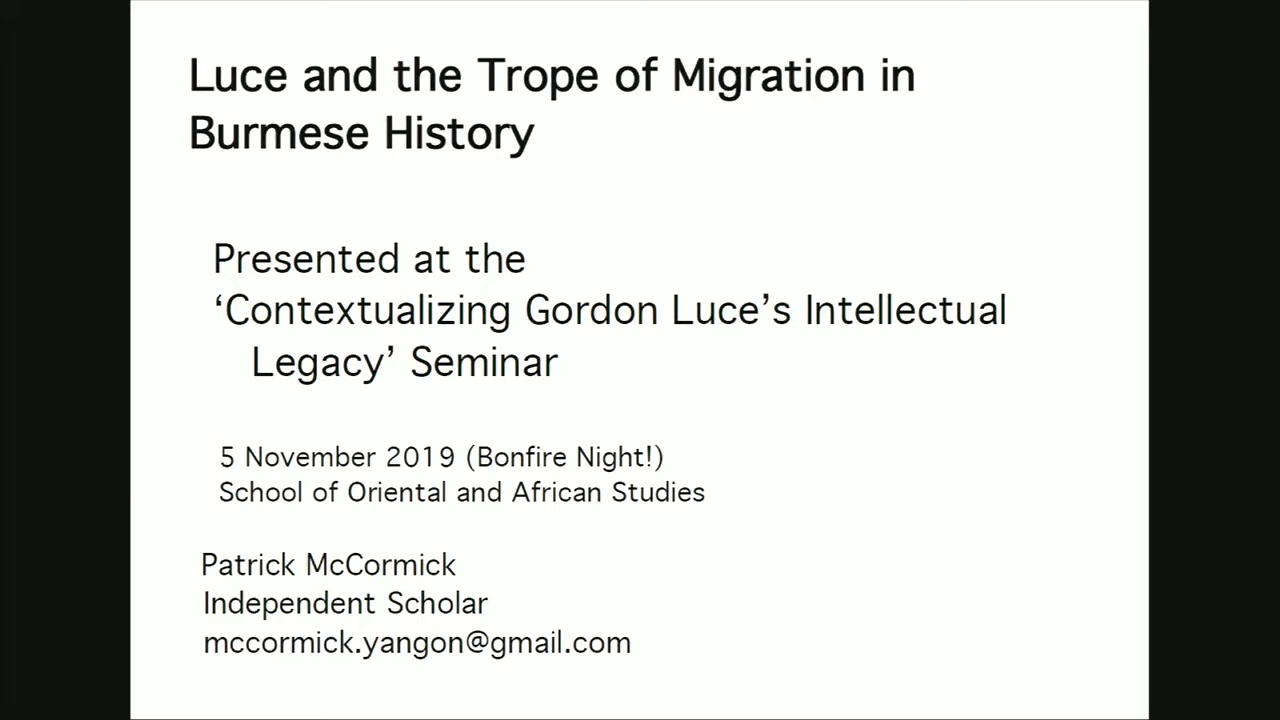 Luce and the Trope of Migration in
Burmese History
Presented at the
‘Contextualizing Gordon Luce’s Intellectual
Legacy’ Seminar
5 November 2019 (Bonfire Night!)
School of Oriental and African Studies
Patrick McCormick
Independent Scholar
mccormick.yangon@gmail.com